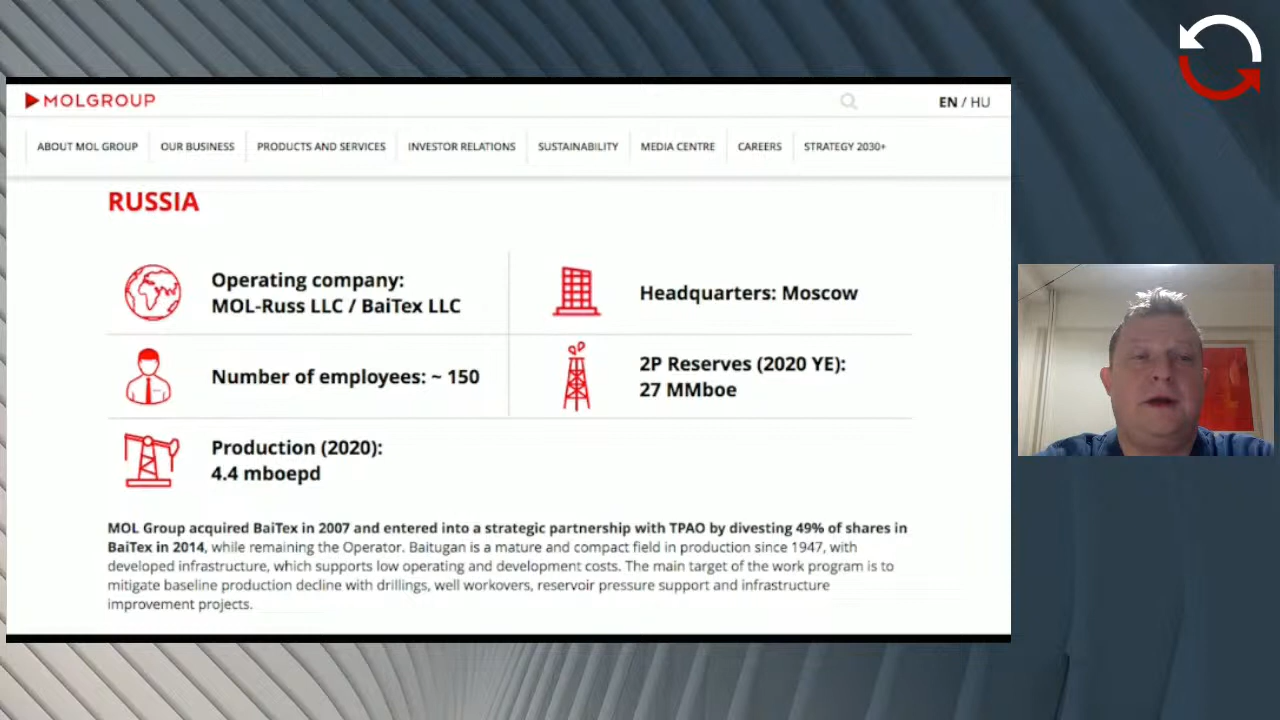 MOLGROUP
EN / HU
ABOUT MOL GROUP
OUR BUSINESS
PRODUCTS AND SERVICES
INVESTOR RELATIONS
SUSTAINABILITY
MEDIA CENTRE
CAREERS
STRATEGY 2030+
RUSSIA
Operating company:
MOL-Russ LLC / BaiTex LLC
Headquarters: Moscow
Number of employees: ~ 150
2P Reserves (2020 YE):
27 MMboe
Production (2020):
4.4 mboepd
MOL Group acquired BaiTex in 2007 and entered into a strategic partnership with TPAO by divesting 49% of shares in
BaiTex in 2014, while remaining the Operator. Baitugan is a mature and compact field in production since 1947, with
developed infrastructure, which supports low operating and development costs. The main target of the work program is to
mitigate baseline production decline with drillings, well workovers, reservoir pressure support and infrastructure
improvement projects.